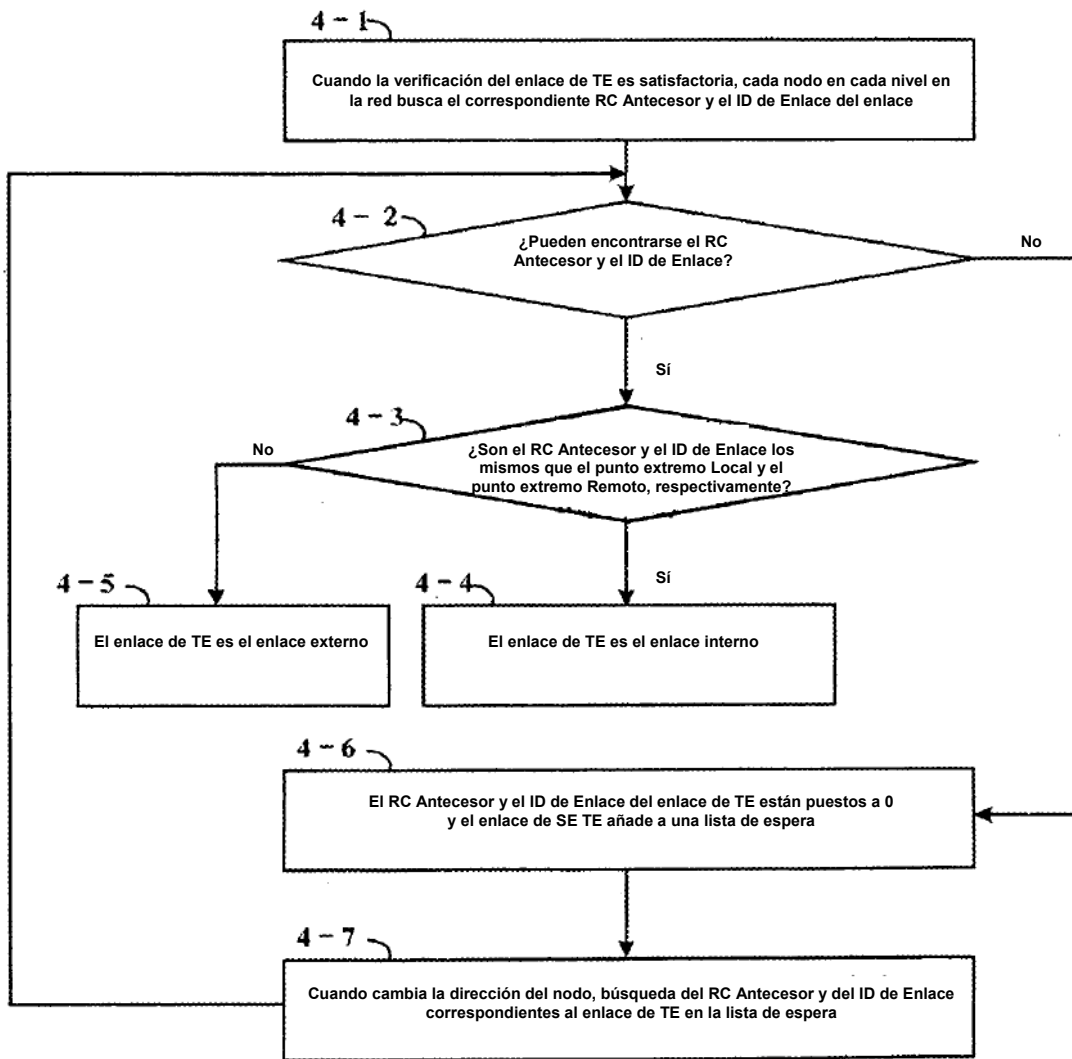 4-1
Cuando la verificación del enlace de TE es satisfactoria, cada nodo en cada nivel en
la red busca el correspondiente RC Antecesor y el ID de Enlace del enlace
4-2
¿Pueden encontrarse el RC
Antecesor y el ID de Enlace?
No
Sí
4-3
No
¿Son el RC Antecesor y el ID de Enlace los
mismos que el punto extremo Local y el
punto extremo Remoto, respectivamente?
Sí
4-5
El enlace de TE es el enlace externo
4-4
El enlace de TE es el enlace interno
4-6
El RC Antecesor y el ID de Enlace del enlace de TE están puestos a 0
y el enlace de SE TE añade a una lista de espera
4-7
Cuando cambia la dirección del nodo, búsqueda del RC Antecesor y del ID de Enlace
correspondientes al enlace de TE en la lista de espera